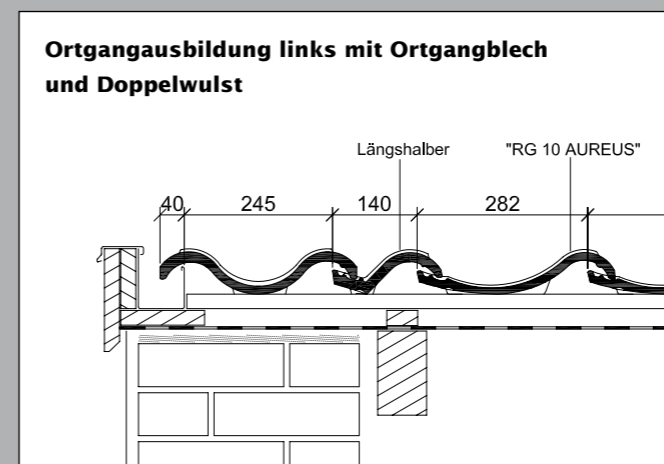 Ortgangausbildung links mit Ortgangblech
und Doppelwulst
Längshalber "RG 10 AUREUS"
40 245 140 282